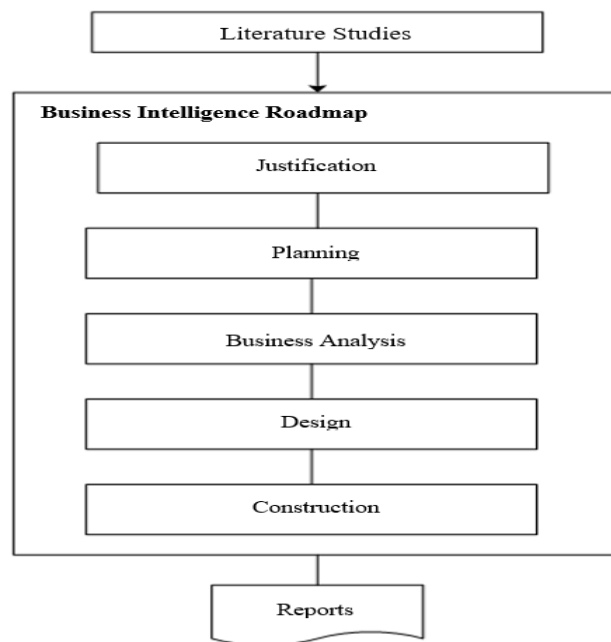 Literature Studies
Business Intelligence Roadmap
Justification
Planning
Business Analysis
Design
Construction
Reports